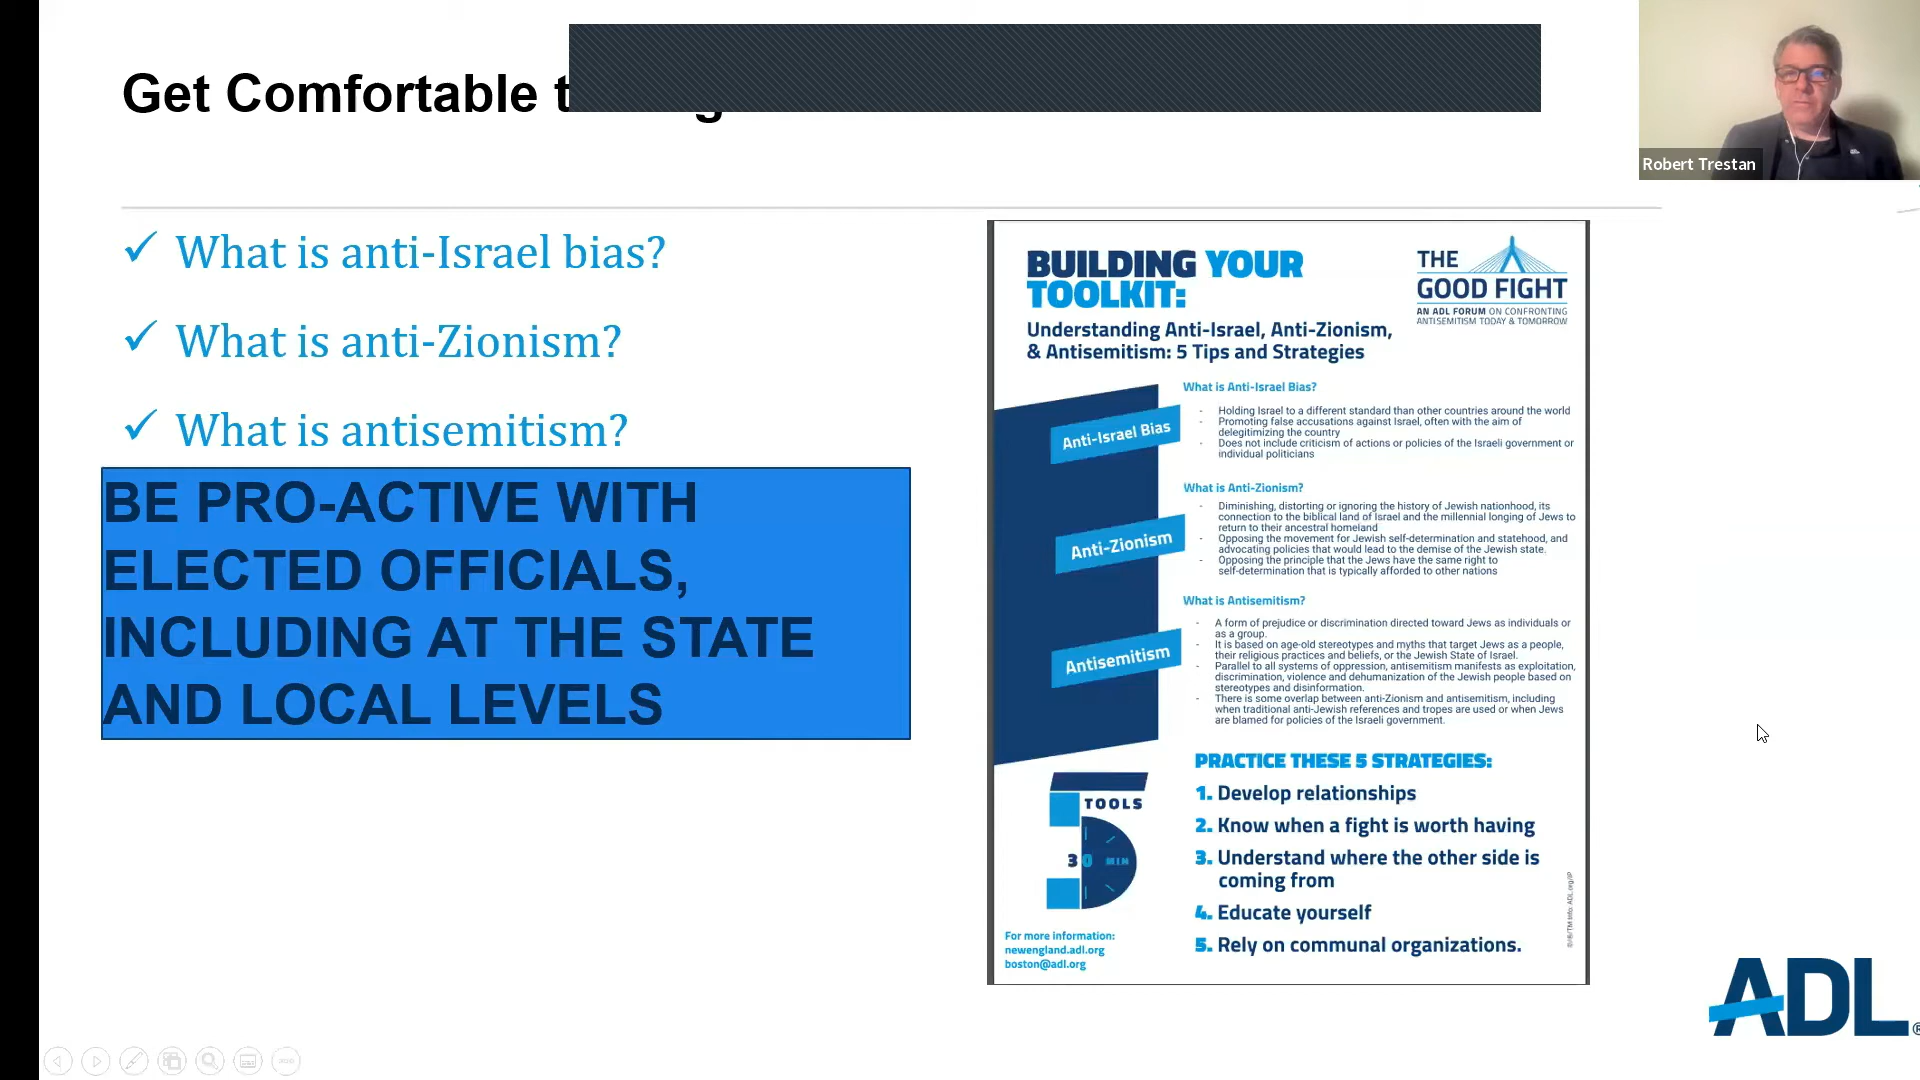 Get Comfortable
Robert Trestan
✓ What is anti-Israel bias?
✓ What is anti-Zionism?
✓ What is antisemitism?
BE PRO-ACTIVE WITH
ELECTED OFFICIALS,
INCLUDING AT THE STATE
AND LOCAL LEVELS
BUILDING YOUR
TOOLKIT:
THE
GOOD FIGHT
AN ADL FORUM ON CONFRONTING
ANTISEMITISM TODAY & TOMORROW
Understanding Anti-Israel, Anti-Zionism,
& Antisemitism: 5 Tips and Strategies
Anti-Israel Bias
What is Anti-Israel Bias?
- Holding Israel to a different standard than other countries around the world
- Promoting false accusations against Israel, often with the aim of
delegitimizing the country
- Does not include criticism of actions or policies of the Israeli government or
individual politicians
Anti-Zionism
What is Anti-Zionism?
- Diminishing, distorting or ignoring the history of Jewish nationhood, its
connection to the biblical land of Israel and the millennial longing of Jews to
return to their ancestral homeland
- Opposing the movement for Jewish self-determination and statehood, and
advocating policies that would lead to the demise of the Jewish state.
- Opposing the principle that the Jews have the same right to
self-determination that is typically afforded to other nations
Antisemitism
What is Antisemitism?
- A form of prejudice or discrimination directed toward Jews as individuals or
as a group.
- It is based on age-old stereotypes and myths that target Jews as a people,
their religious practices and beliefs, or the Jewish State of Israel.
- Parallel to all systems of oppression, antisemitism manifests as exploitation,
discrimination, violence and dehumanization of the Jewish people based on
stereotypes and disinformation.
- There is some overlap between anti-Zionism and antisemitism, including
when traditional anti-Jewish references and tropes are used or when Jews
are blamed for policies of the Israeli government.
5 TOOLS
30 MIN
PRACTICE THESE 5 STRATEGIES:
1. Develop relationships
2. Know when a fight is worth having
3. Understand where the other side is
coming from
4. Educate yourself
5. Rely on communal organizations.
For more information:
newengland.adl.org
boston@adl.org
ADL®